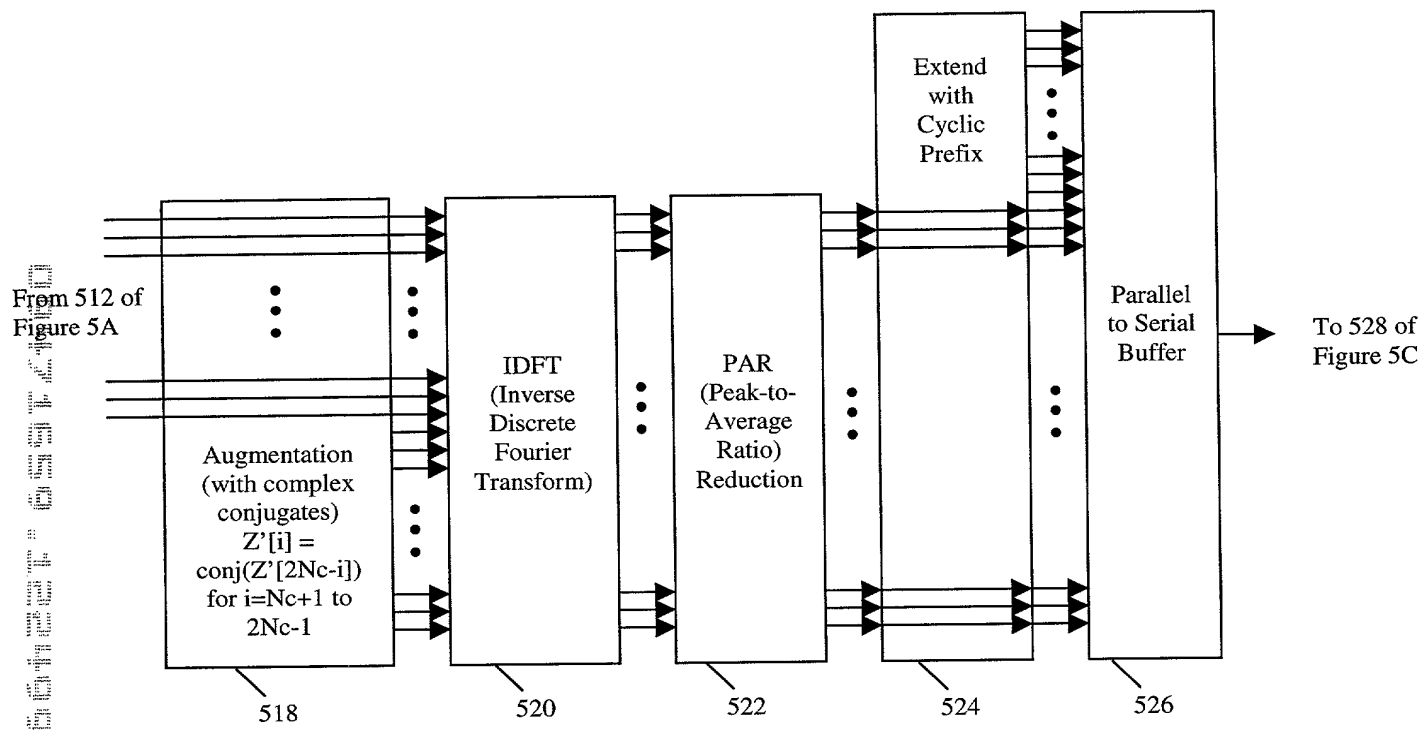 Extend
with
Cyclic
Prefix
From 512 of
Figure 5A
Augmentation
(with complex
conjugates)
Z'[i] =
conj(Z'[2Nc-i])
for i=Nc+1 to
2Nc-1
IDFT
(Inverse
Discrete
Fourier
Transform)
PAR
(Peak-to-
Average
Ratio)
Reduction
Parallel
to Serial
Buffer
To 528 of
Figure 5C
518
520
522
524
526